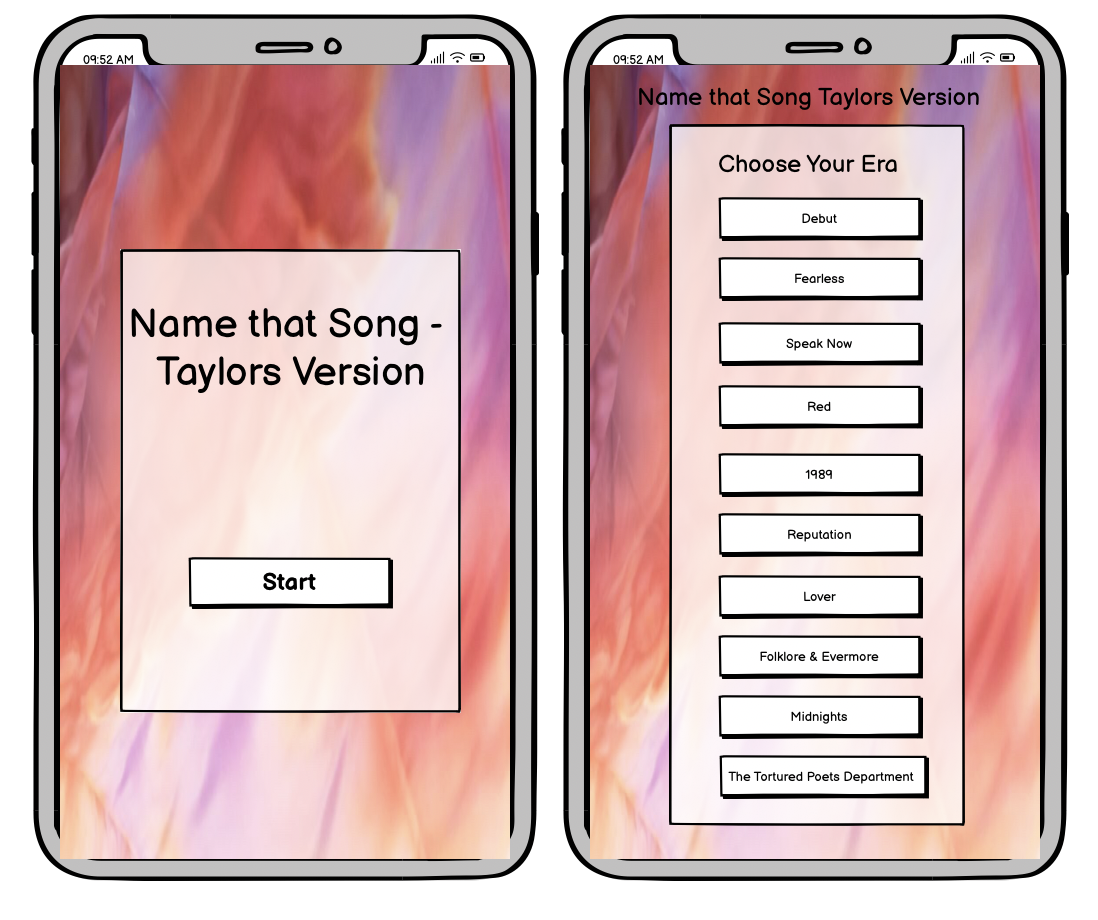 09:52 AM
Name that Song -
Taylors Version
Start
09:52 AM
Name that Song Taylors Version
Choose Your Era
Debut
Fearless
Speak Now
Red
1989
Reputation
Lover
Folklore & Evermore
Midnights
The Tortured Poets Department